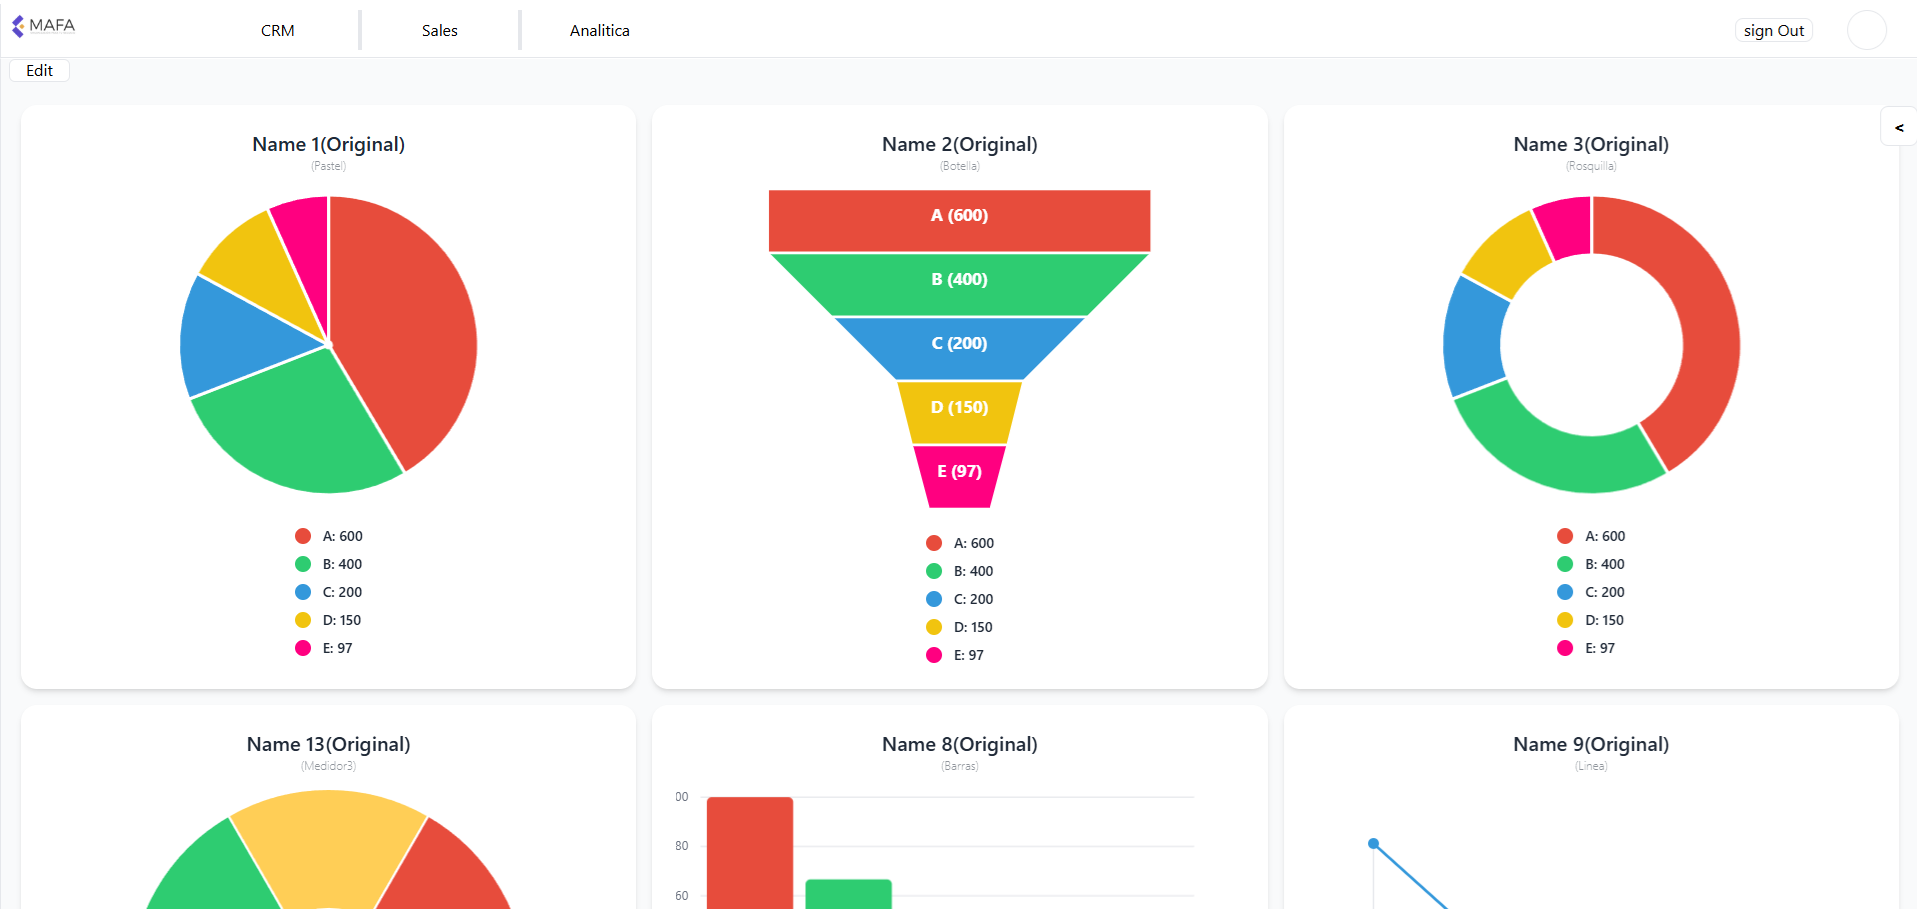 MAFA
CRM
Sales
Analitica
sign Out
Edit
<
Name 1(Original)
(Pastel)
A: 600
B: 400
C: 200
D: 150
E: 97
Name 2(Original)
(Botella)
A (600)
B (400)
C (200)
D (150)
E (97)
A: 600
B: 400
C: 200
D: 150
E: 97
Name 3(Original)
(Rosquilla)
A: 600
B: 400
C: 200
D: 150
E: 97
Name 13(Original)
(Medidor3)
Name 8(Original)
(Barras)
00
80
60
Name 9(Original)
(Linea)